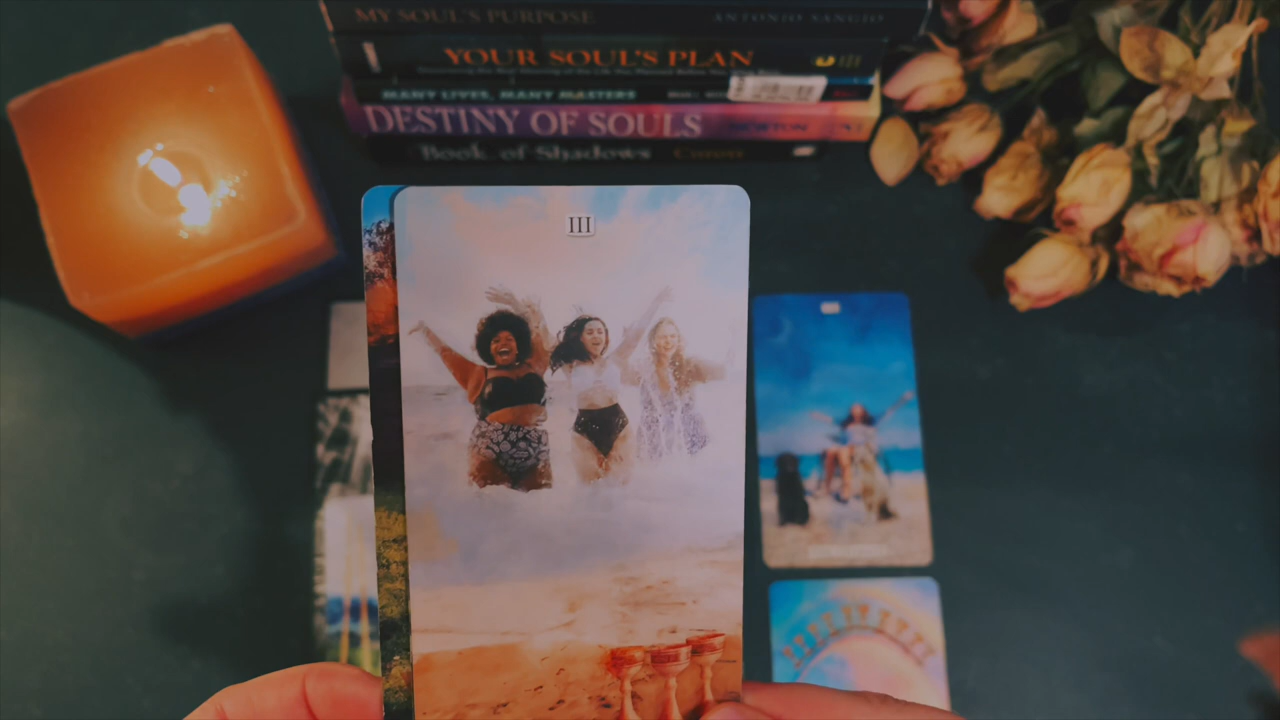 MY SOUL'S PURPOSE ANTONIO SANGIO
YOUR SOUL'S PLAN
MANY LIVES, MANY MASTERS
DESTINY OF SOULS NEWTON
Book of Shadows Curott
III